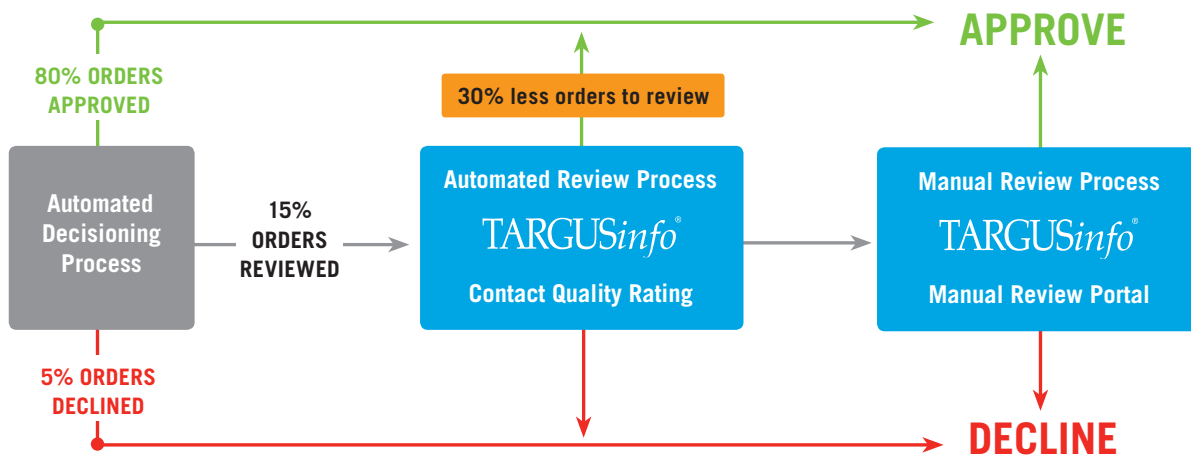 APPROVE
80% ORDERS
APPROVED
30% less orders to review
Automated
Decisioning
Process
15%
ORDERS
REVIEWED
Automated Review Process
TARGUSinfo®
Contact Quality Rating
Manual Review Process
TARGUSinfo®
Manual Review Portal
5% ORDERS
DECLINED
DECLINE